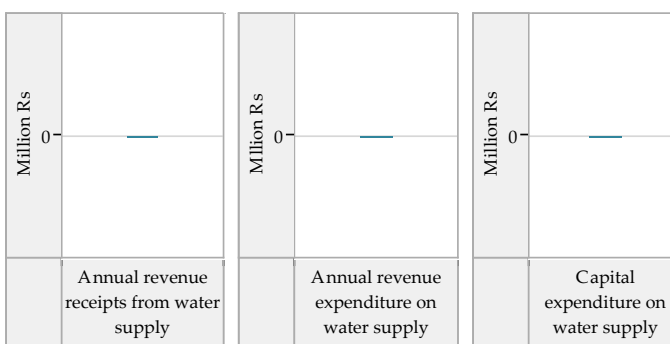 Million Rs
0
Annual revenue
receipts from water
supply
Million Rs
0
Annual revenue
expenditure on
water supply
Million Rs
0
Capital
expenditure on
water supply